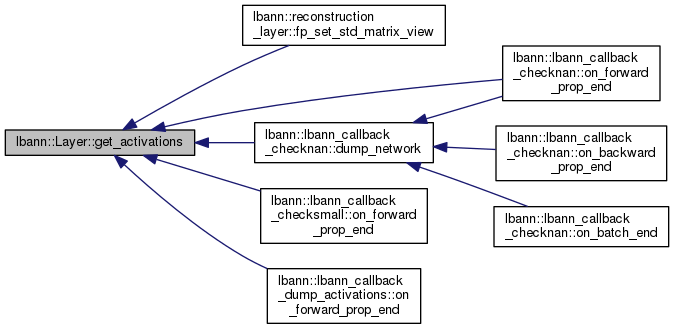 lbann::Layer::get_activations
lbann::reconstruction
_layer::fp_set_std_matrix_view
lbann::lbann_callback
_checknan::dump_network
lbann::lbann_callback
_checksmall::on_forward
_prop_end
lbann::lbann_callback
_dump_activations::on
_forward_prop_end
lbann::lbann_callback
_checknan::on_forward
_prop_end
lbann::lbann_callback
_checknan::on_backward
_prop_end
lbann::lbann_callback
_checknan::on_batch_end